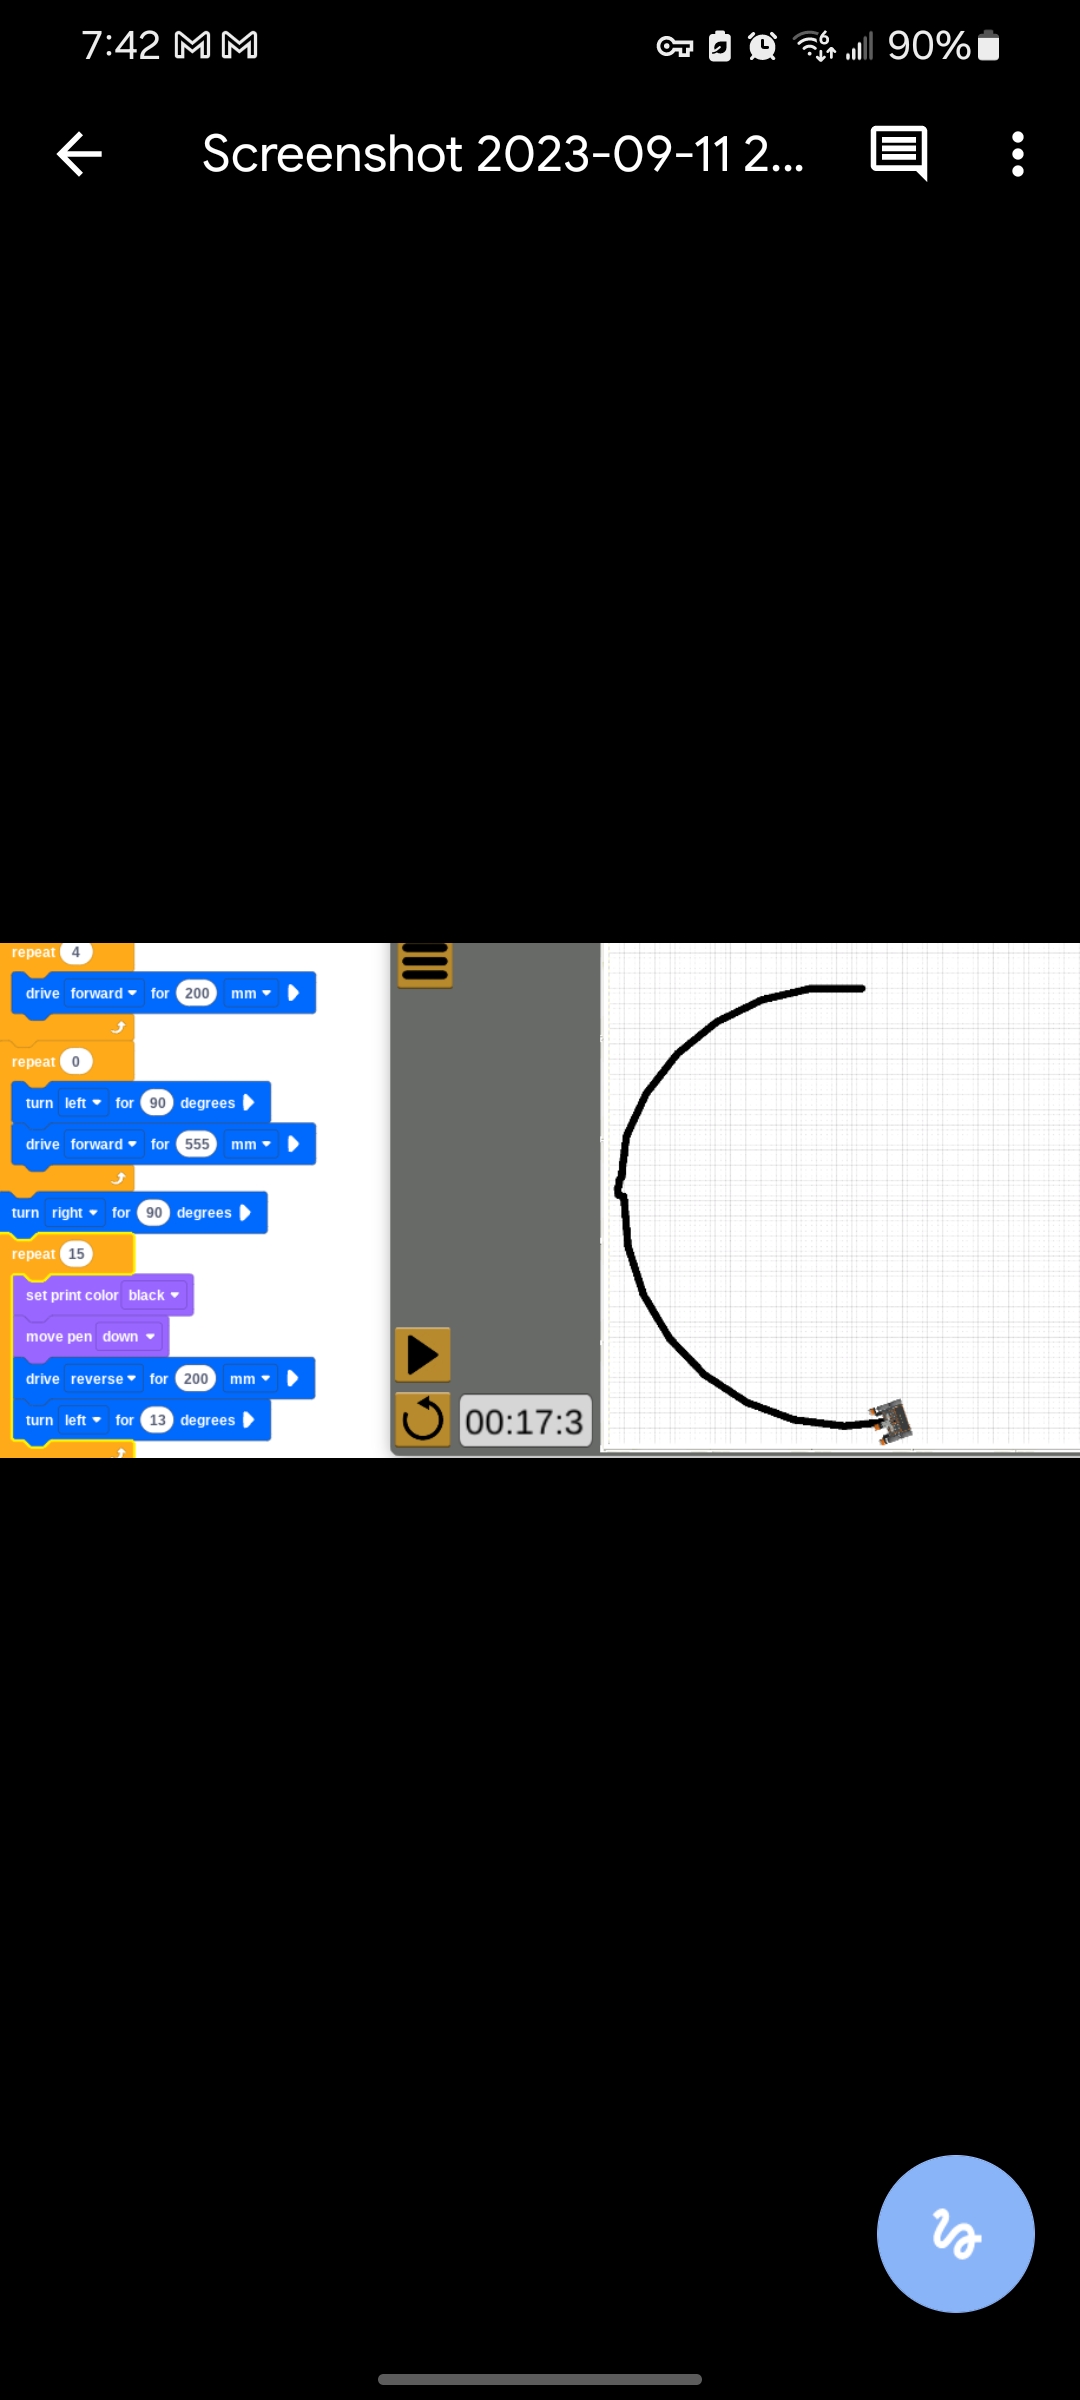 7:42
6 90%
Screenshot 2023-09-11 2...
repeat 4
drive forward for 200 mm
repeat 0
turn left for 90 degrees
drive forward for 555 mm
turn right for 90 degrees
repeat 15
set print color black
move pen down
drive reverse for 200 mm
turn left for 13 degrees
00:17:3